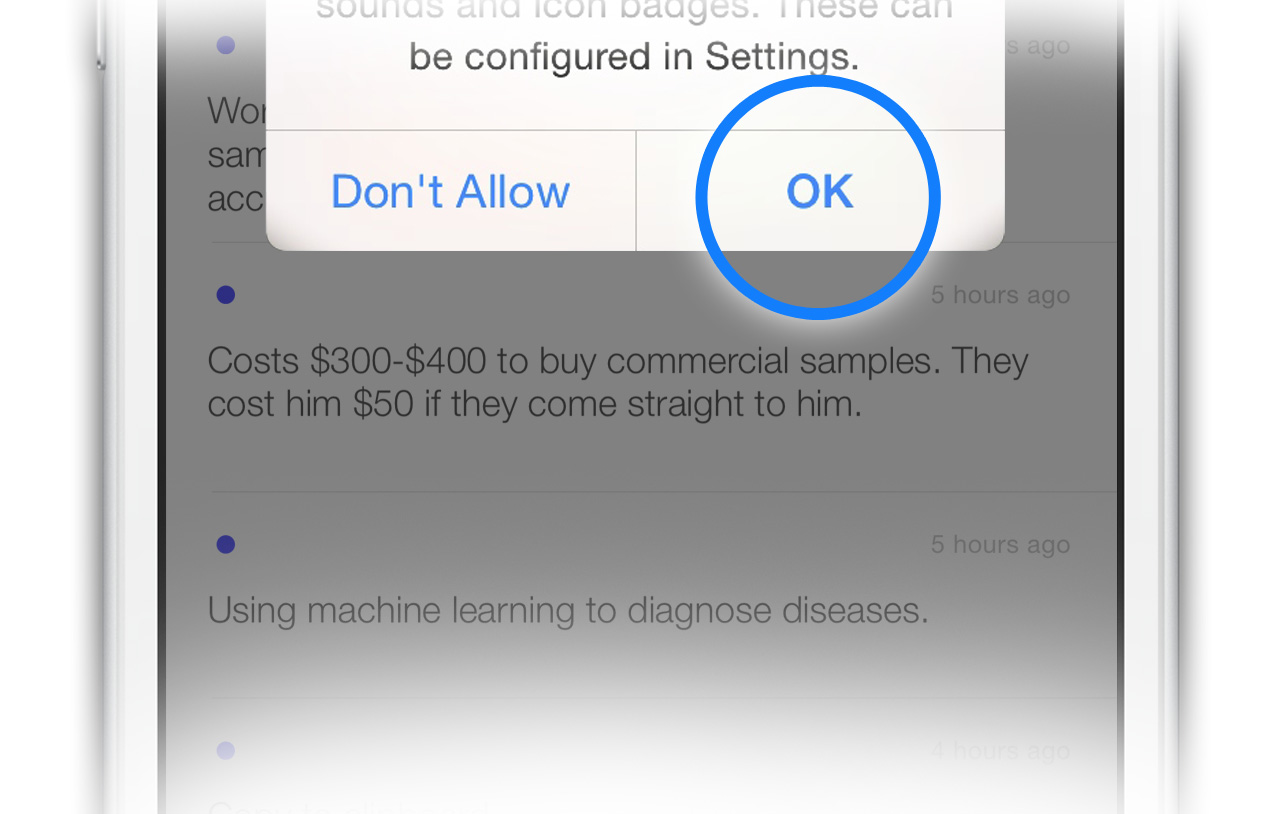 sounds and icon badges. These can
be configured in Settings.
s ago
Wor
sam
acc
Don't Allow
OK
5 hours ago
Costs $300-$400 to buy commercial samples. They
cost him $50 if they come straight to him.
5 hours ago
Using machine learning to diagnose diseases.
4 hours ago